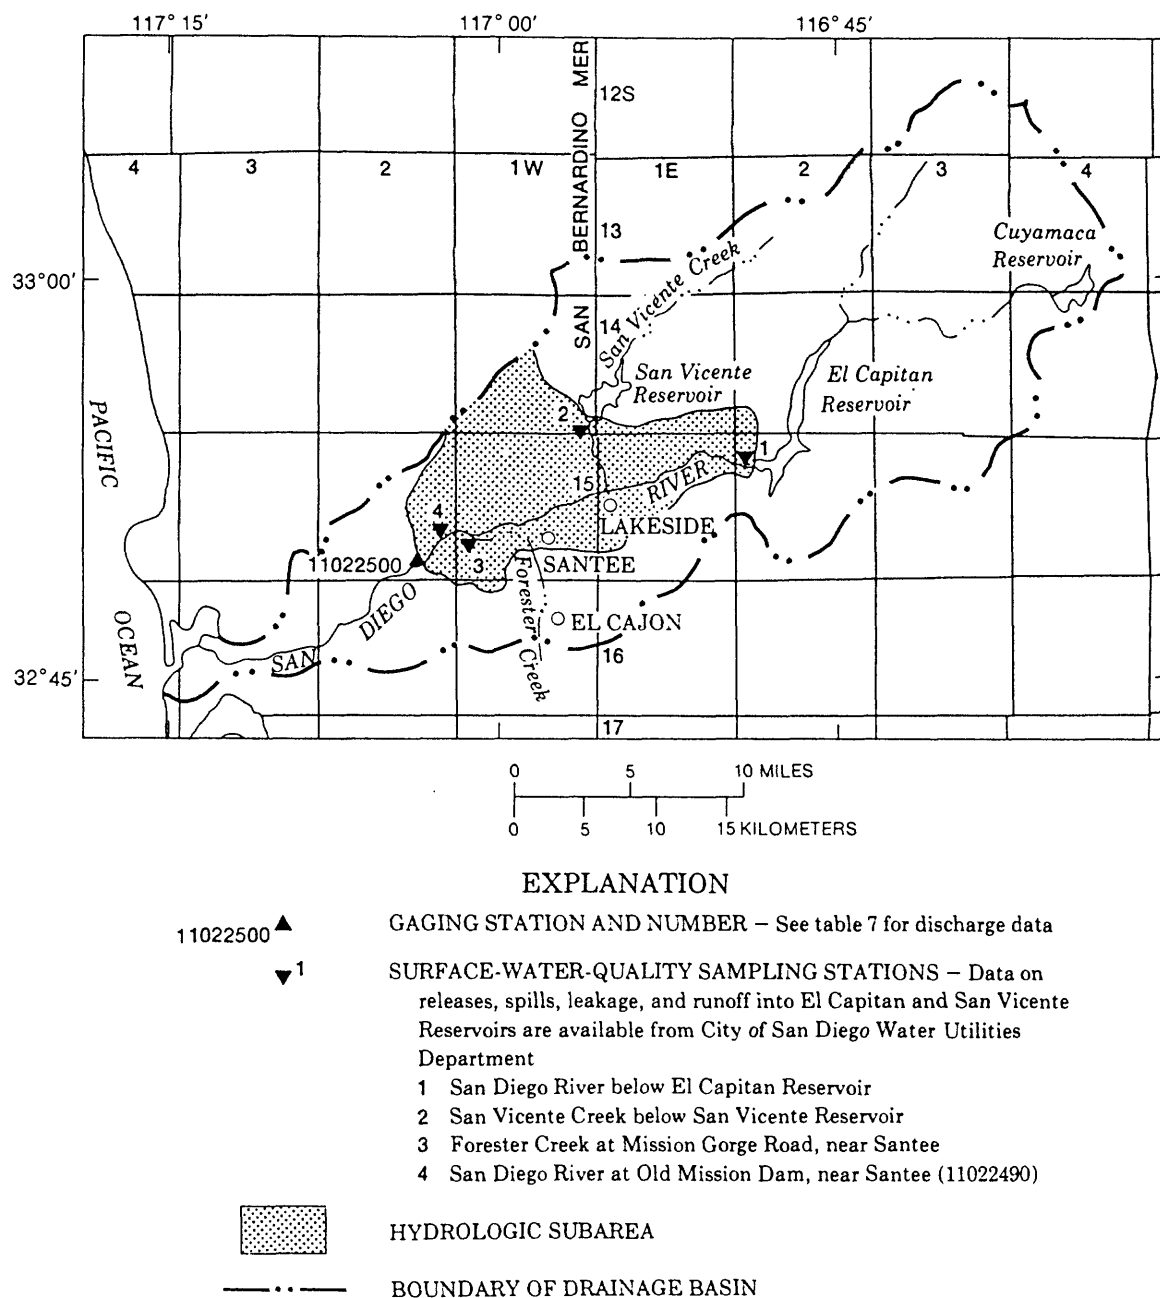 117° 15′
117° 00′
116° 45′
SAN BERNARDINO MER
12S
4
3
2
1W
1E
2
3
4
13
33°00′
14
San Vicente Creek
Cuyamaca
Reservoir
San Vicente
Reservoir
El Capitan
Reservoir
PACIFIC
OCEAN
2
1
15
RIVER
4
LAKESIDE
11022500
3
SANTEE
Forester Creek
DIEGO
EL CAJON
SAN
16
32°45′
17
0 5 10 MILES
0 5 10 15 KILOMETERS
EXPLANATION
11022500
GAGING STATION AND NUMBER – See table 7 for discharge data
1
SURFACE-WATER-QUALITY SAMPLING STATIONS – Data on
releases, spills, leakage, and runoff into El Capitan and San Vicente
Reservoirs are available from City of San Diego Water Utilities
Department
1 San Diego River below El Capitan Reservoir
2 San Vicente Creek below San Vicente Reservoir
3 Forester Creek at Mission Gorge Road, near Santee
4 San Diego River at Old Mission Dam, near Santee (11022490)
HYDROLOGIC SUBAREA
BOUNDARY OF DRAINAGE BASIN